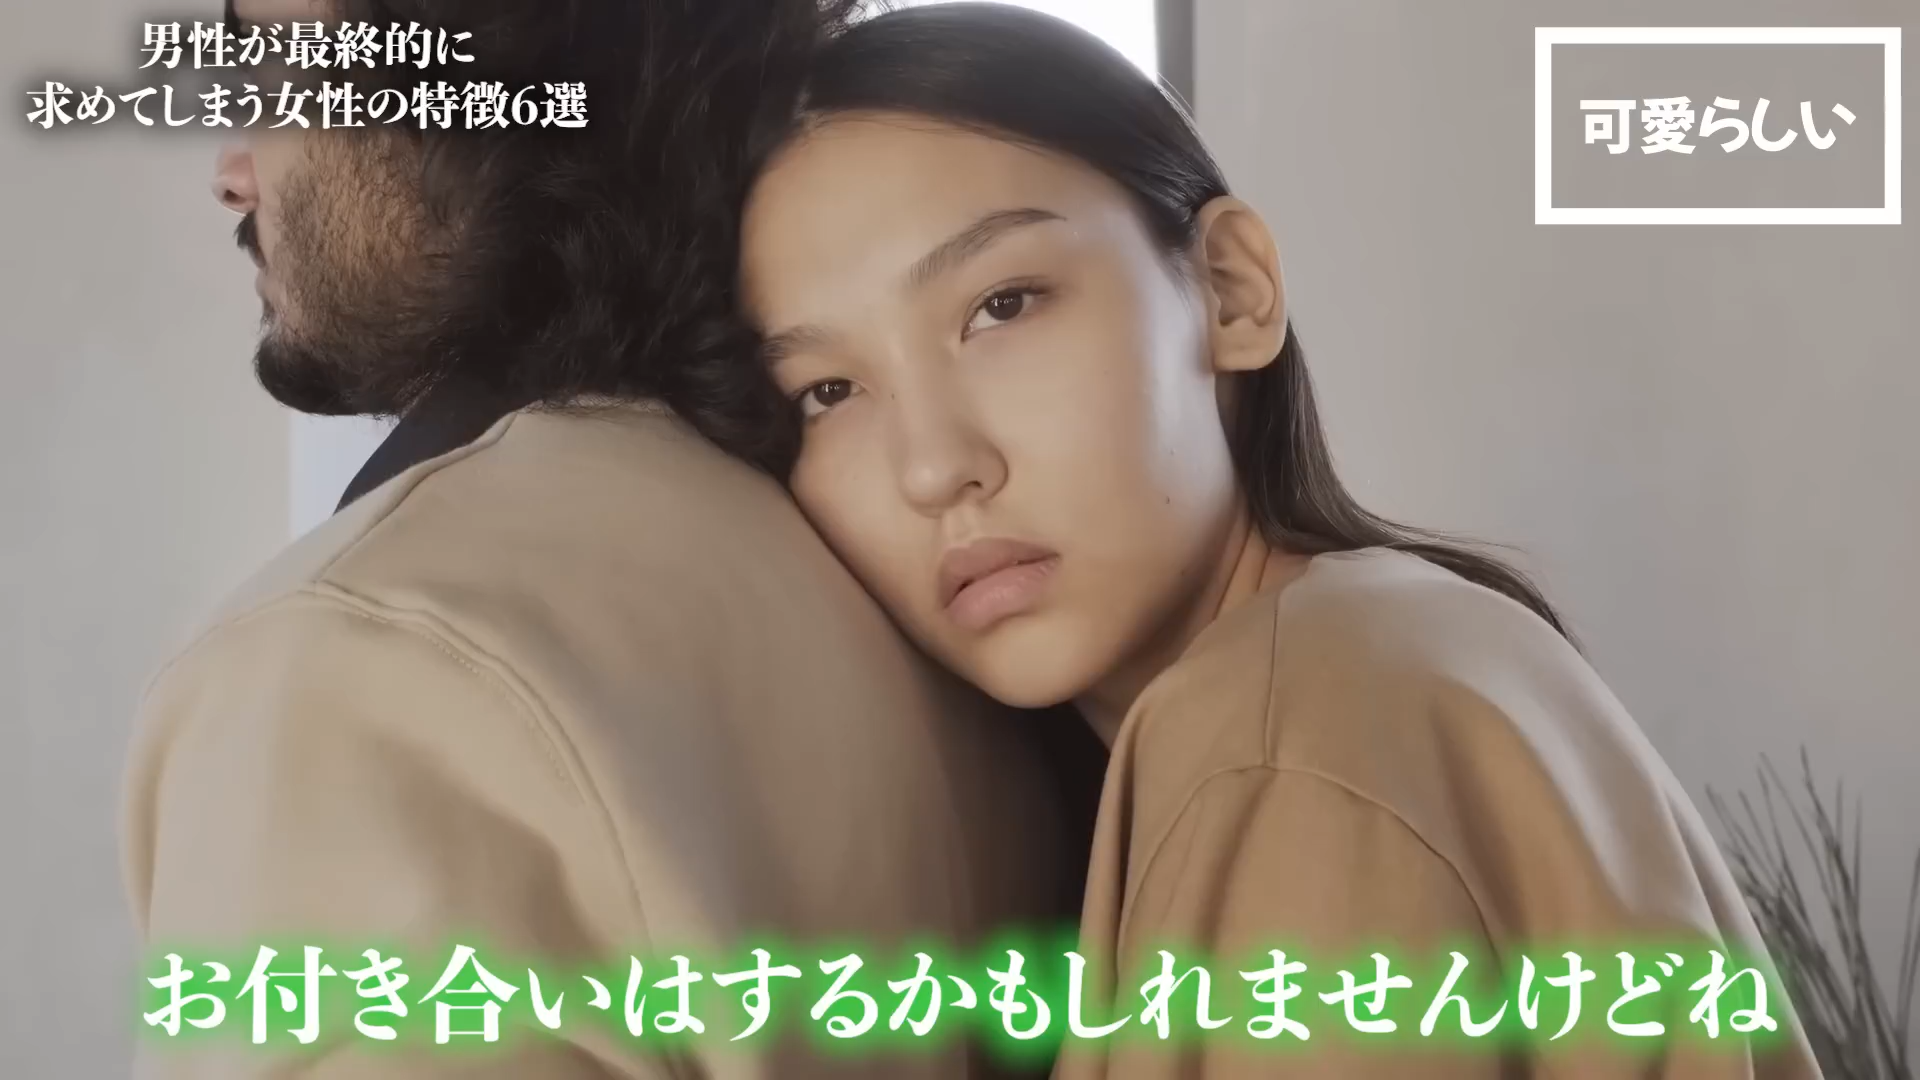 男性が最終的に
求めてしまう女性の特徴6選
可愛らしい
お付き合いはするかもしれませんけどね